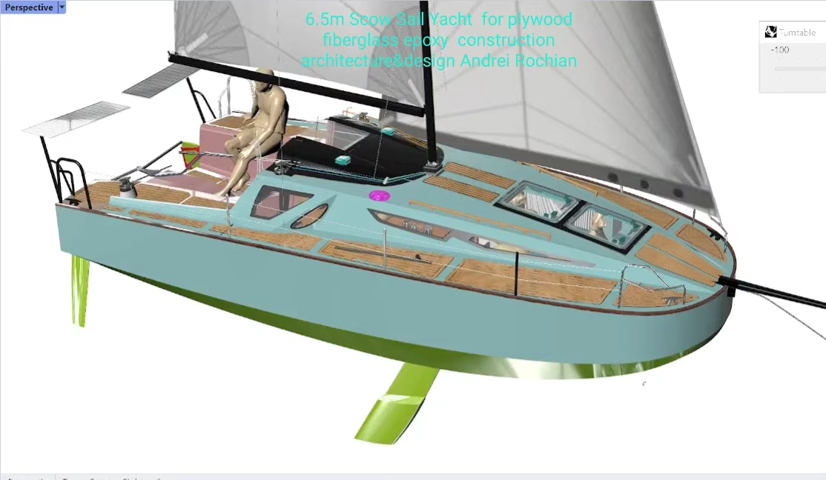 Perspective
6.5m Scow Sail Yacht for plywood
fiberglass epoxy construction
architecture&design Andrei Rochian
Turntable
-100